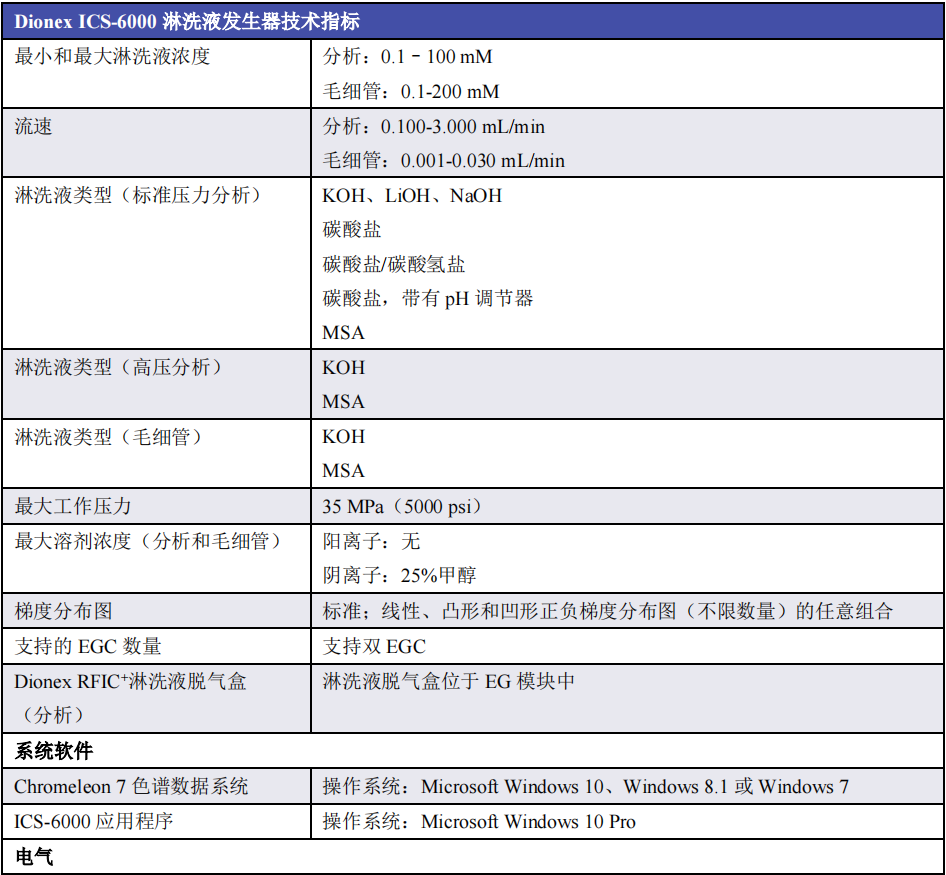 Dionex ICS-6000 淋洗液发生器技术指标
最小和最大淋洗液浓度
分析：0.1 – 100 mM
毛细管：0.1-200 mM
流速
分析：0.100-3.000 mL/min
毛细管：0.001-0.030 mL/min
淋洗液类型（标准压力分析）
KOH、LiOH、NaOH
碳酸盐
碳酸盐/碳酸氢盐
碳酸盐，带有 pH 调节器
MSA
淋洗液类型（高压分析）
KOH
MSA
淋洗液类型（毛细管）
KOH
MSA
最大工作压力
35 MPa（5000 psi）
最大溶剂浓度（分析和毛细管）
阳离子：无
阴离子：25%甲醇
梯度分布图
标准；线性、凸形和凹形正负梯度分布图（不限数量）的任意组合
支持的 EGC 数量
支持双 EGC
Dionex RFIC⁺淋洗液脱气盒
（分析）
淋洗液脱气盒位于 EG 模块中
系统软件
Chromeleon 7 色谱数据系统
操作系统：Microsoft Windows 10、Windows 8.1 或 Windows 7
ICS-6000 应用程序
操作系统：Microsoft Windows 10 Pro
电气